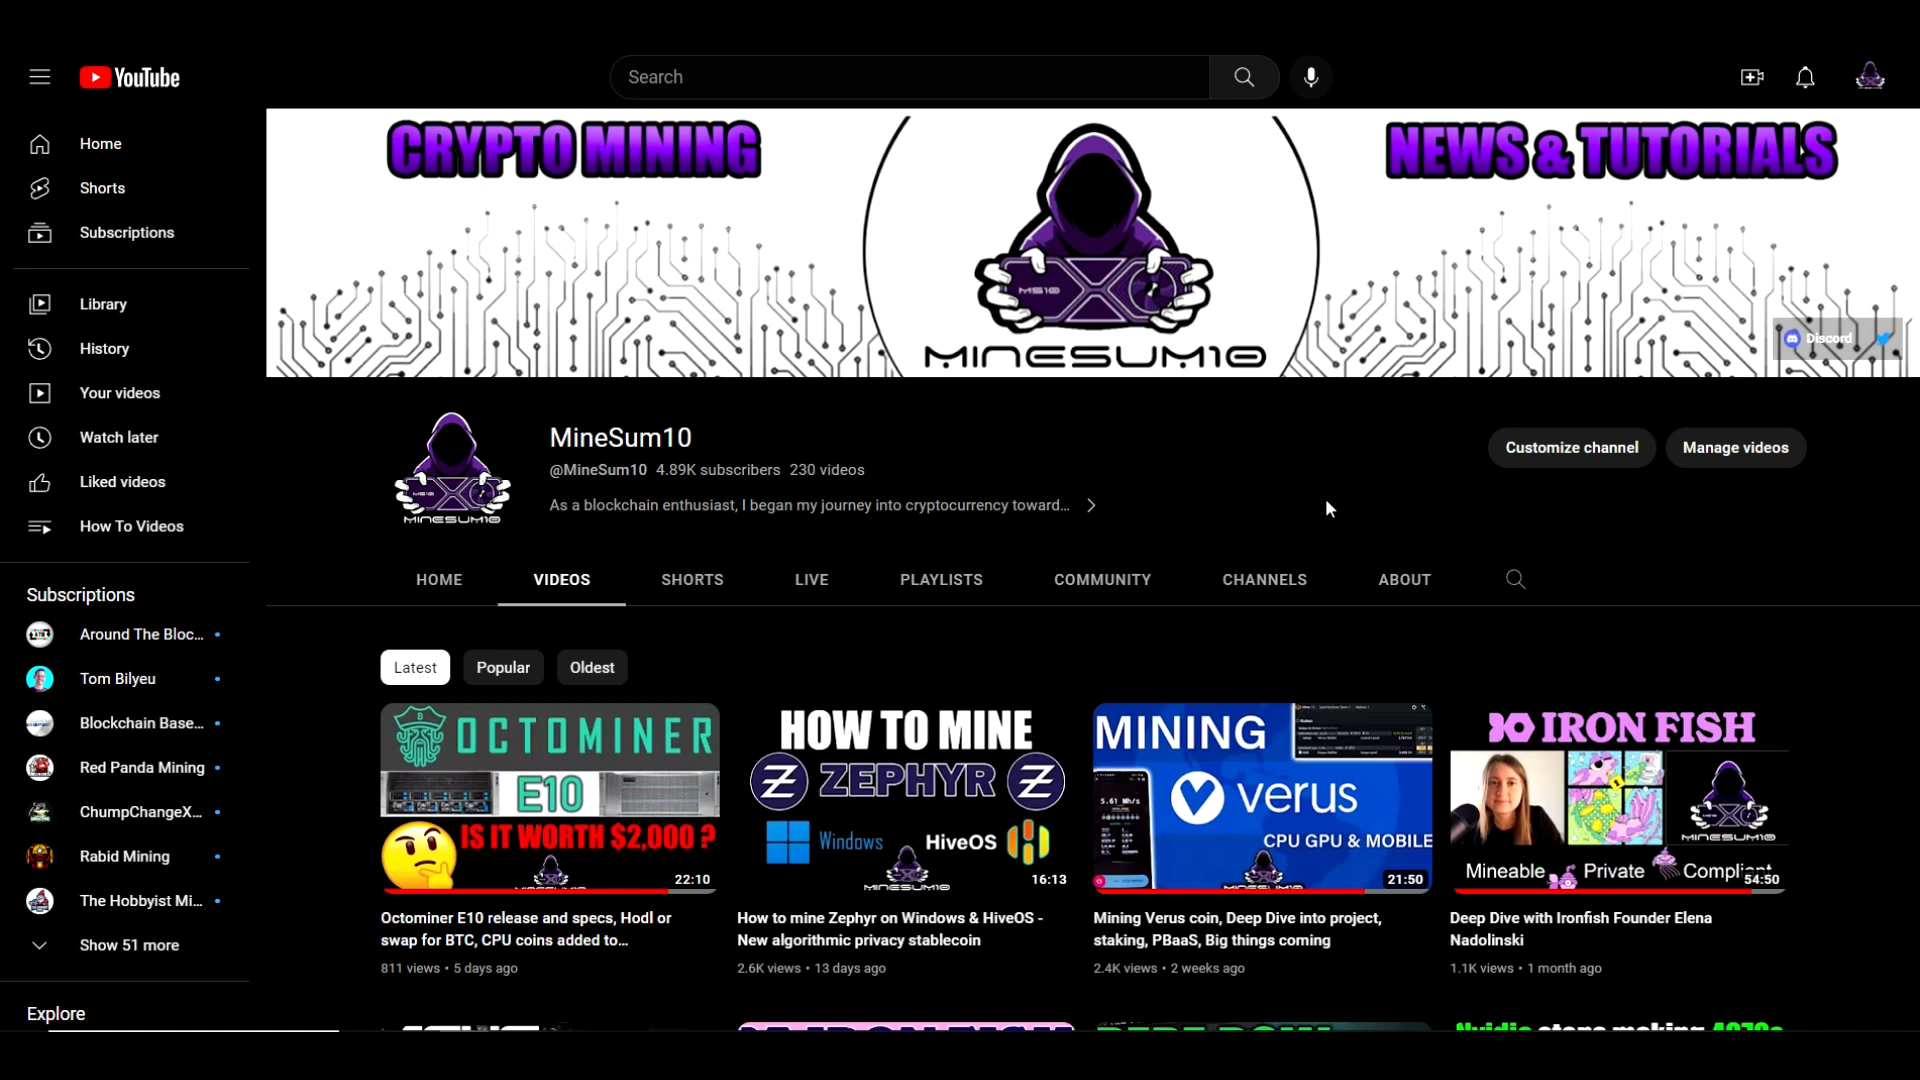 YouTube
Search
Home
Shorts
Subscriptions
Library
History
Your videos
Watch later
Liked videos
How To Videos
Subscriptions
Around The Bloc...
Tom Bilyeu
Blockchain Base...
Red Panda Mining
ChumpChangeX...
Rabid Mining
The Hobbyist Mi...
Show 51 more
Explore
CRYPTO MINING
NEWS & TUTORIALS
MS10
MINESUM10
Discord
MINESUM10
MineSum10
@MineSum10 4.89K subscribers 230 videos
As a blockchain enthusiast, I began my journey into cryptocurrency toward...
Customize channel
Manage videos
HOME
VIDEOS
SHORTS
LIVE
PLAYLISTS
COMMUNITY
CHANNELS
ABOUT
Latest
Popular
Oldest
OCTOMINER
E10
IS IT WORTH $2,000 ?
22:10
Octominer E10 release and specs, Hodl or
swap for BTC, CPU coins added to...
811 views • 5 days ago
HOW TO MINE
ZEPHYR
Windows
HiveOS
MINESUM10
16:13
How to mine Zephyr on Windows & HiveOS -
New algorithmic privacy stablecoin
2.6K views • 13 days ago
MINING
5.61 Mh/s
verus
CPU GPU & MOBILE
MINESUM10
21:50
Mining Verus coin, Deep Dive into project,
staking, PBaaS, Big things coming
2.4K views • 2 weeks ago
IRON FISH
MINESUM10
Mineable Private Compliant
54:50
Deep Dive with Ironfish Founder Elena
Nadolinski
1.1K views • 1 month ago